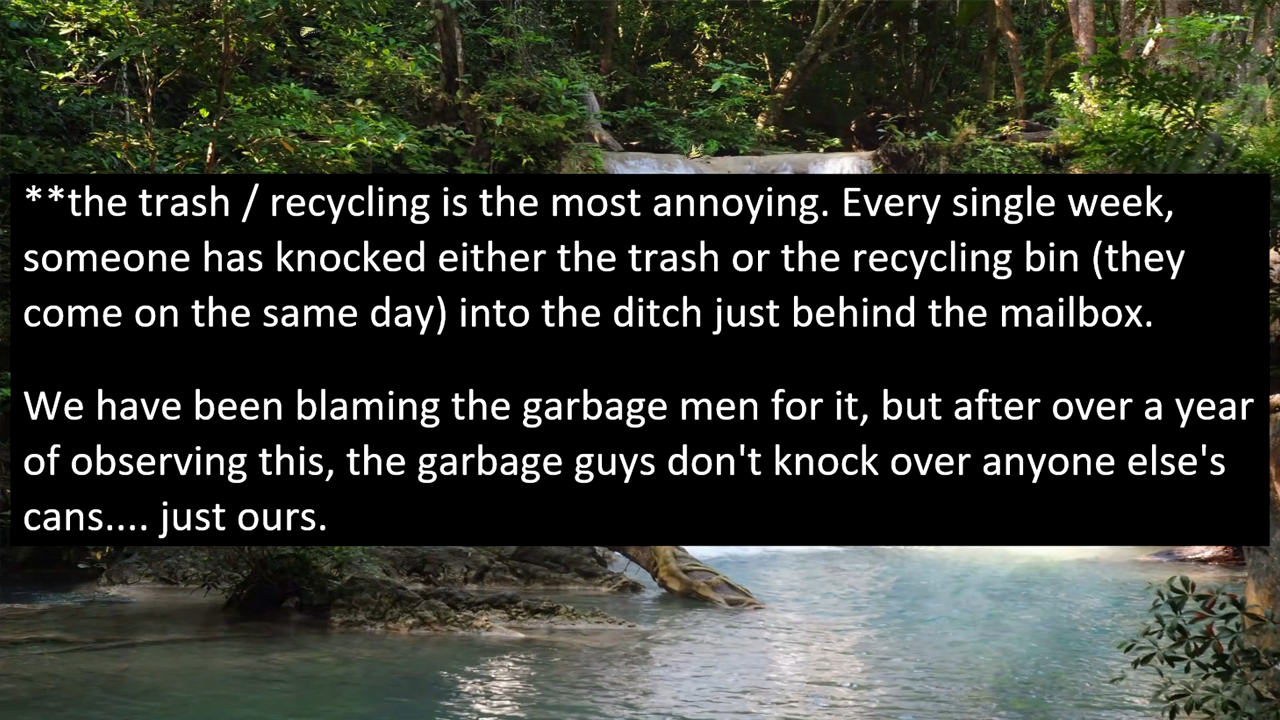 **the trash / recycling is the most annoying. Every single week,
someone has knocked either the trash or the recycling bin (they
come on the same day) into the ditch just behind the mailbox.
We have been blaming the garbage men for it, but after over a year
of observing this, the garbage guys don't knock over anyone else's
cans.... just ours.